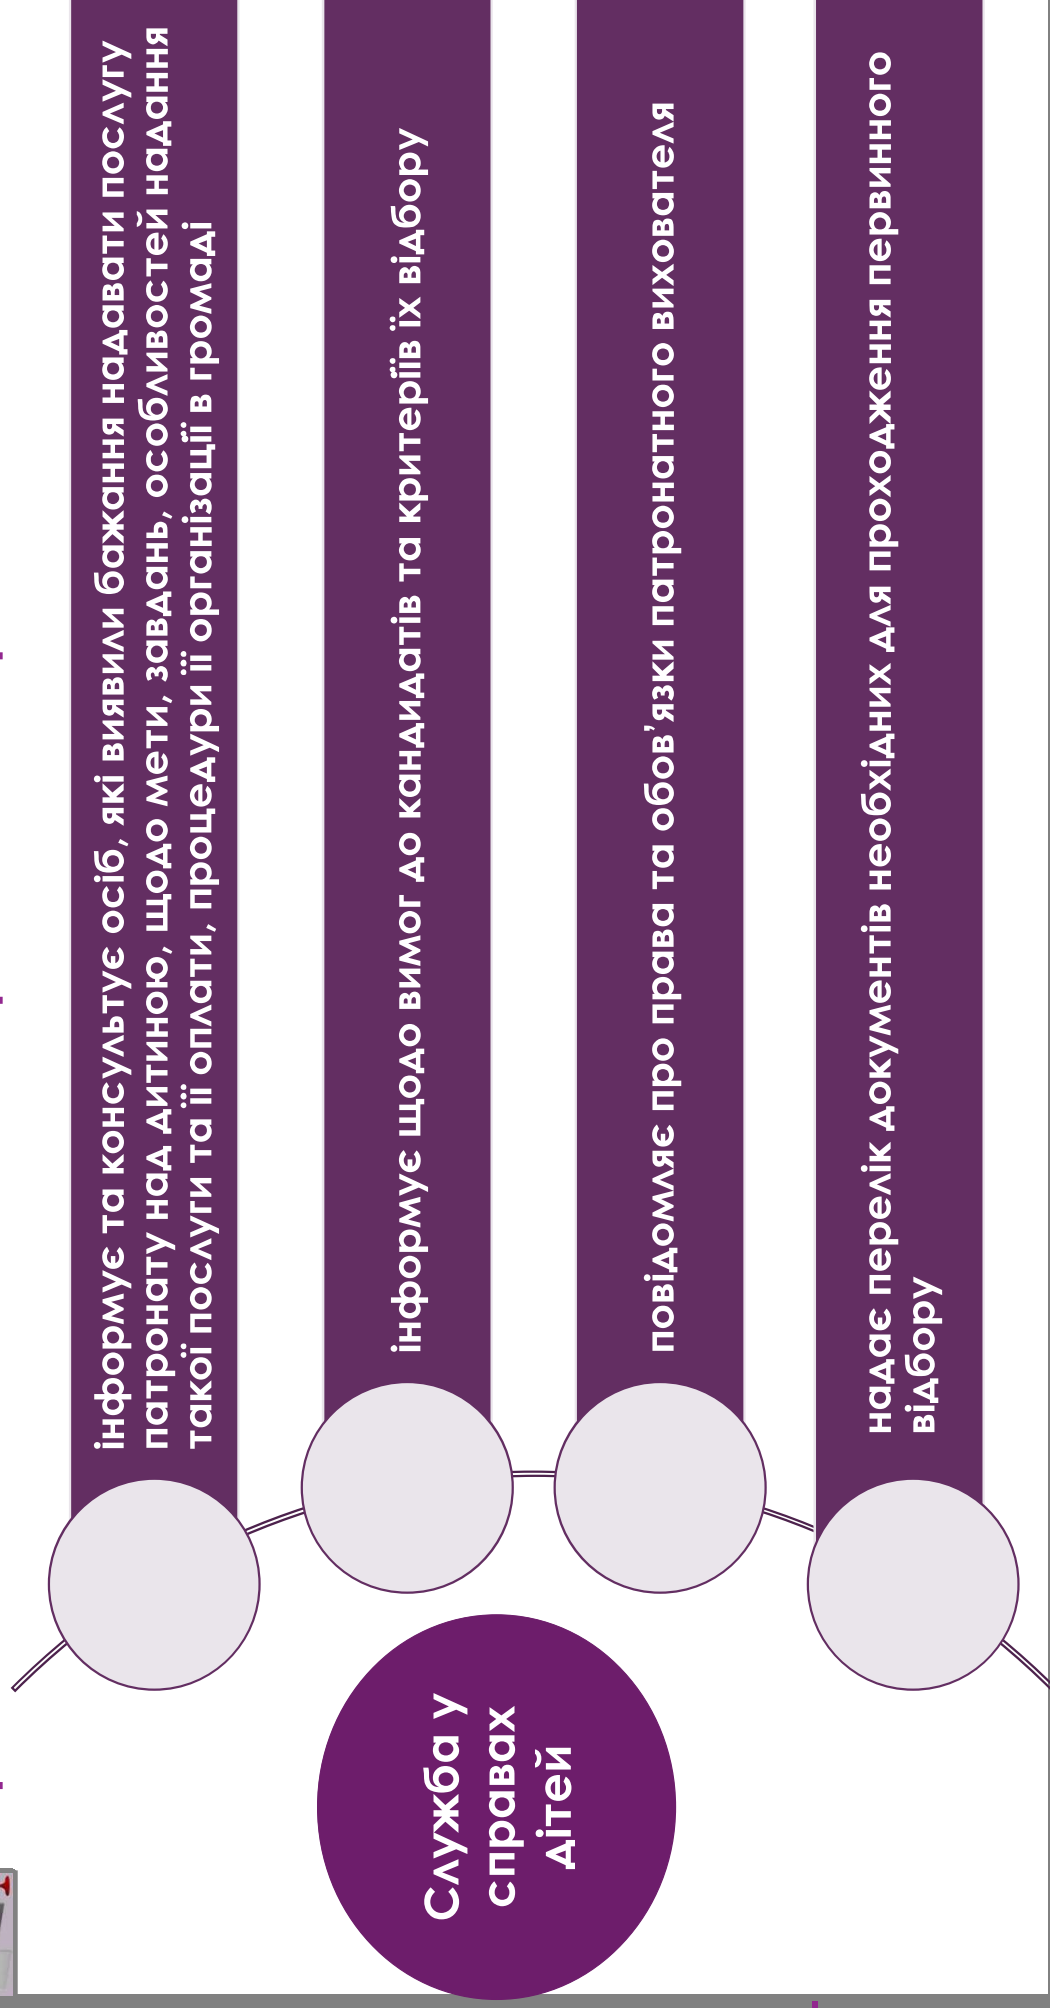 Служба у
справах
дітей
інформує та консультує осіб, які виявили бажання надавати послугу
патронату над дитиною, щодо мети, завдань, особливостей надання
такої послуги та її оплати, процедури її організації в громаді
інформує щодо вимог до кандидатів та критеріїв їх відбору
повідомляє про права та обов’язки патронатного вихователя
надає перелік документів необхідних для проходження первинного
відбору